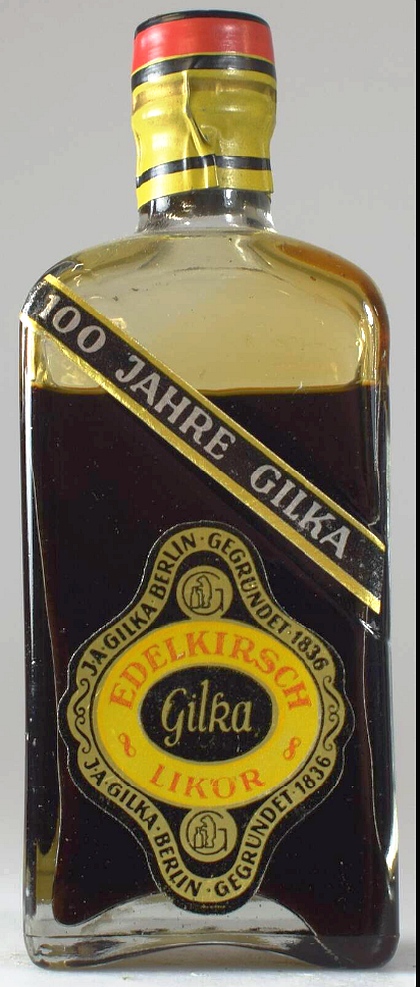 100 JAHRE GILKA
J·A·GILKA BERLIN · GEGRÜNDET·1836
EDELKIRSCH
Gilka
LIKÖR
J·A·GILKA·BERLIN · GEGRÜNDET·1836